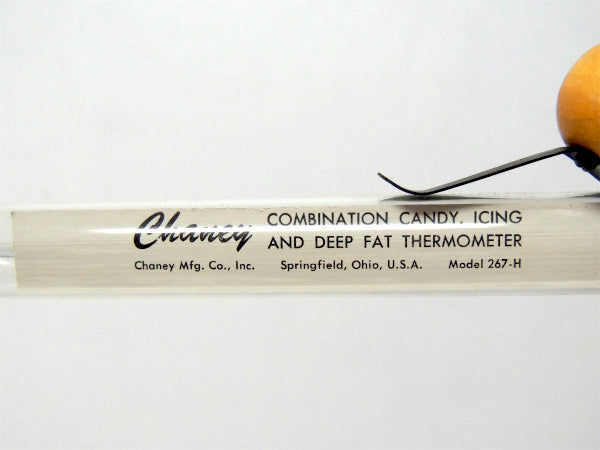 Chaney COMBINATION CANDY, ICING
AND DEEP FAT THERMOMETER
Chaney Mfg. Co., Inc. Springfield, Ohio, U.S.A. Model 267-H